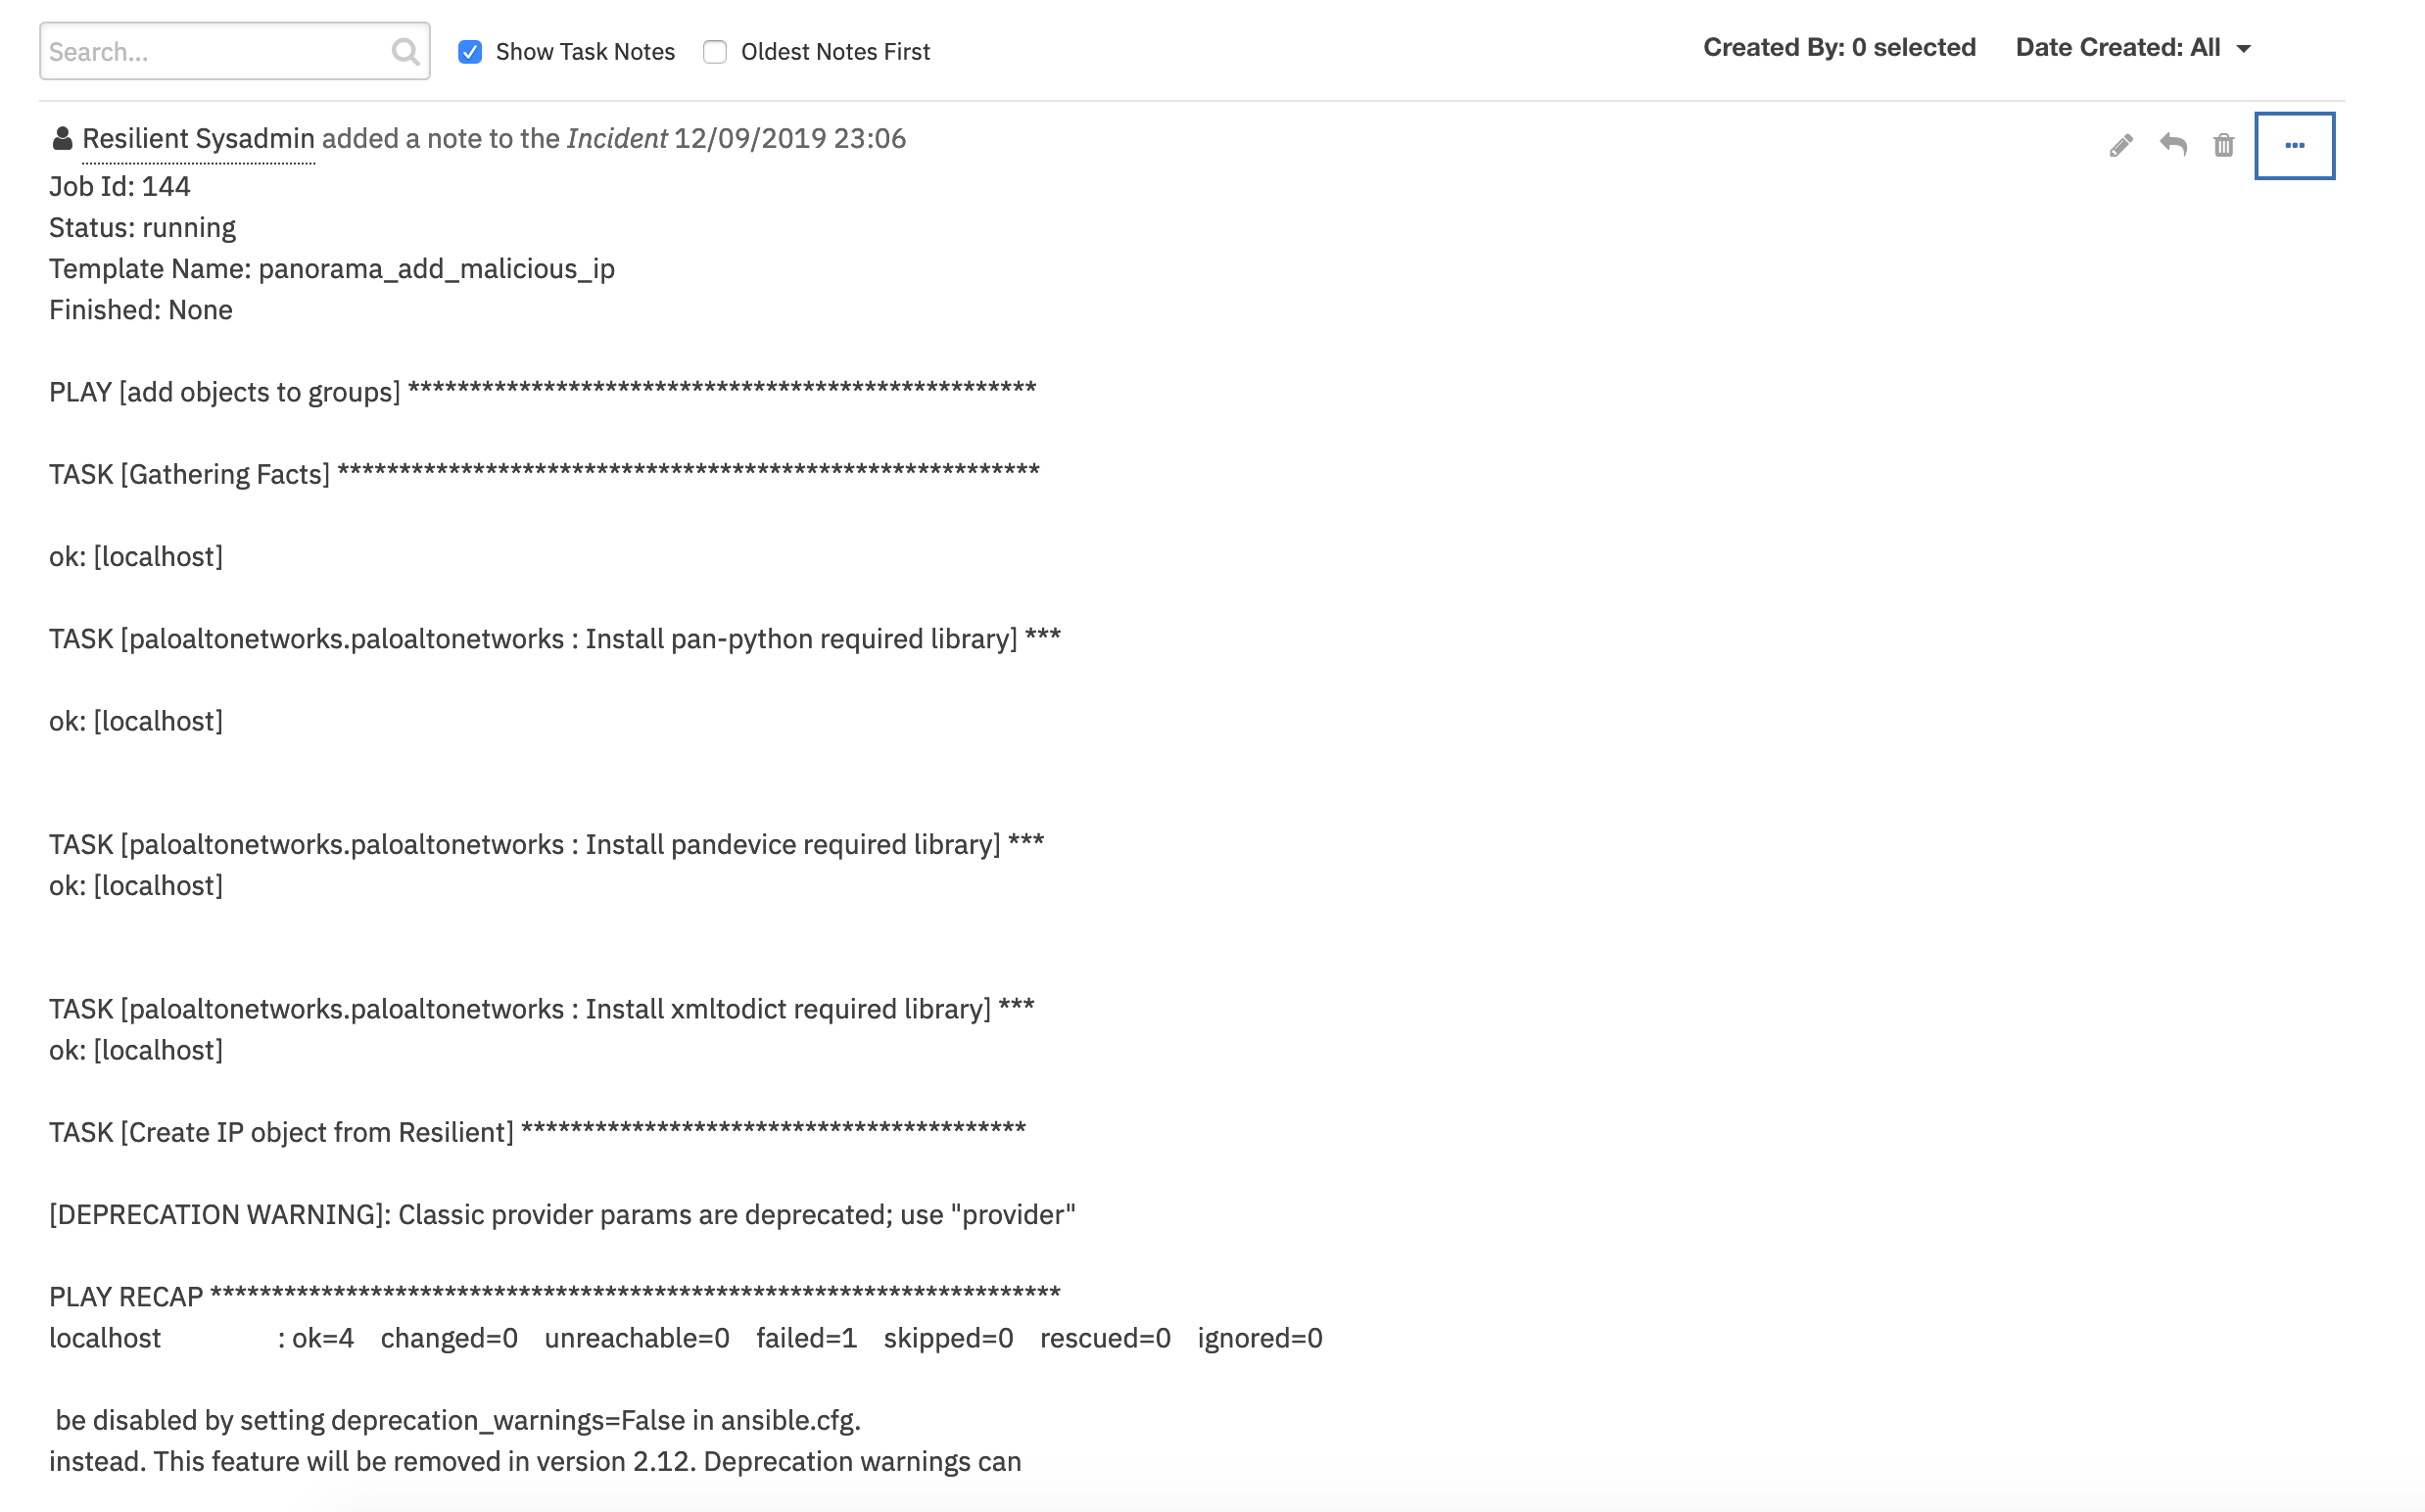 Search...
Show Task Notes
Oldest Notes First
Created By: 0 selected
Date Created: All
Resilient Sysadmin added a note to the Incident 12/09/2019 23:06
Job Id: 144
Status: running
Template Name: panorama_add_malicious_ip
Finished: None
PLAY [add objects to groups] ***************************************************
TASK [Gathering Facts] *********************************************************
ok: [localhost]
TASK [paloaltonetworks.paloaltonetworks : Install pan-python required library] ***
ok: [localhost]
TASK [paloaltonetworks.paloaltonetworks : Install pandevice required library] ***
ok: [localhost]
TASK [paloaltonetworks.paloaltonetworks : Install xmltodict required library] ***
ok: [localhost]
TASK [Create IP object from Resilient] *****************************************
[DEPRECATION WARNING]: Classic provider params are deprecated; use "provider"
PLAY RECAP *********************************************************************
localhost : ok=4 changed=0 unreachable=0 failed=1 skipped=0 rescued=0 ignored=0
be disabled by setting deprecation_warnings=False in ansible.cfg.
instead. This feature will be removed in version 2.12. Deprecation warnings can